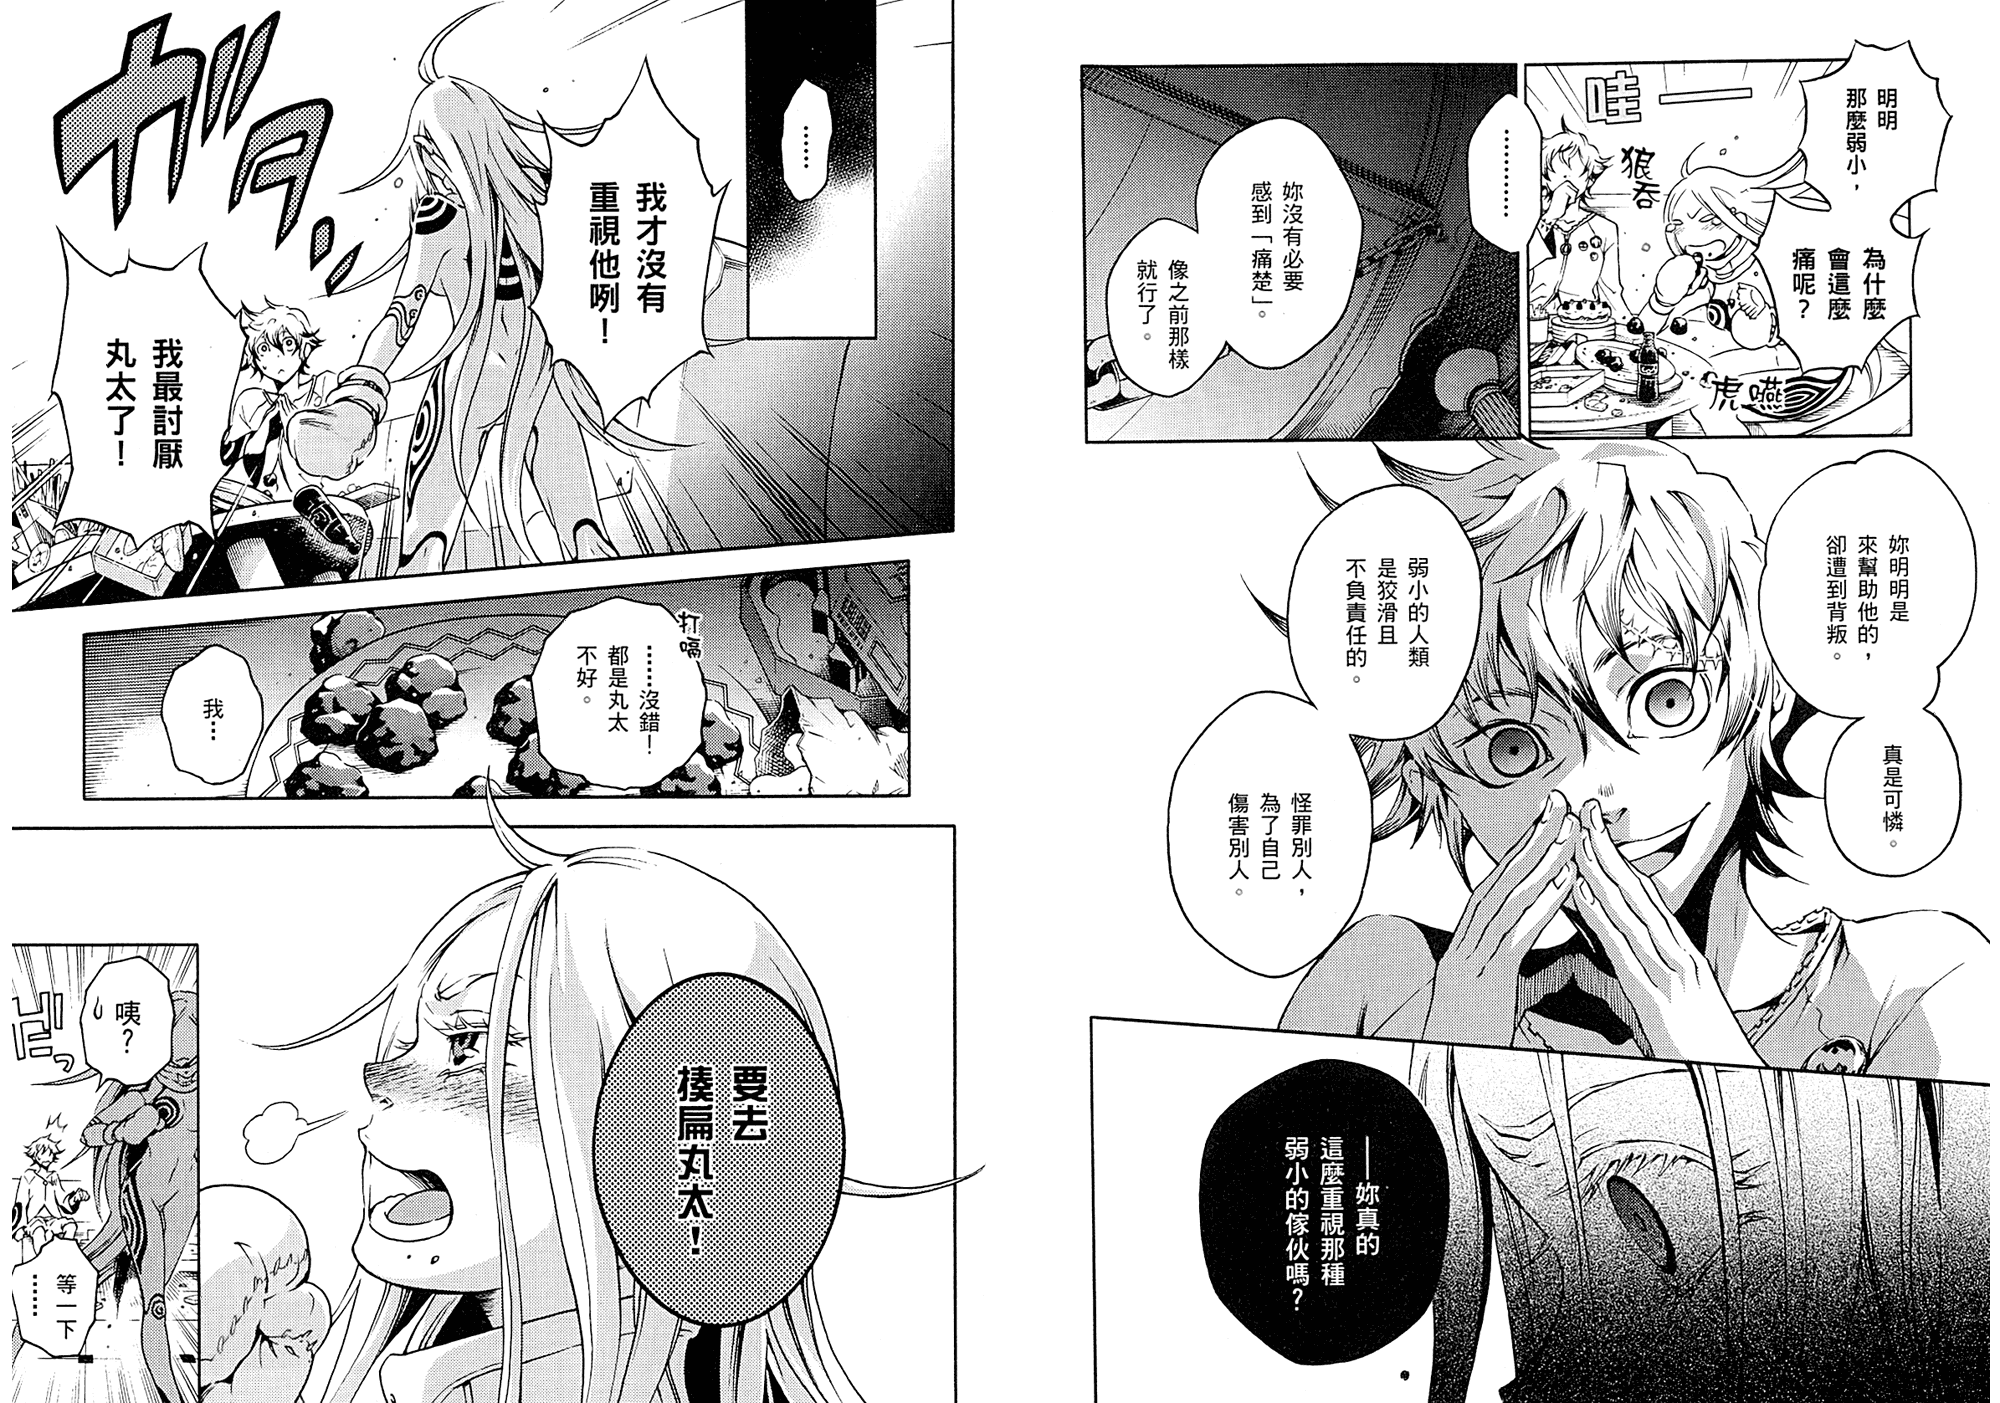 明明
那麼弱小，
為什麼
會這麼
痛呢？
哇——
狼吞
虎嚥
…………
妳沒有必要
感到「痛楚」。
像之前那樣
就行了。
妳明明是
來幫助他的，
卻遭到背叛。
真是可憐。
弱小的人類
是狡滑且
不負責任的。
怪罪別人，
為了自己
傷害別人。
——妳真的
這麼重視那種
弱小的傢伙嗎？
……
我才沒有
重視他咧！
ガタッ
我最討厭
丸太了！
打嗝
……沒錯！
都是丸太
不好。
我…
要去
揍扁丸太！
咦？
ビだっ
等一下
……